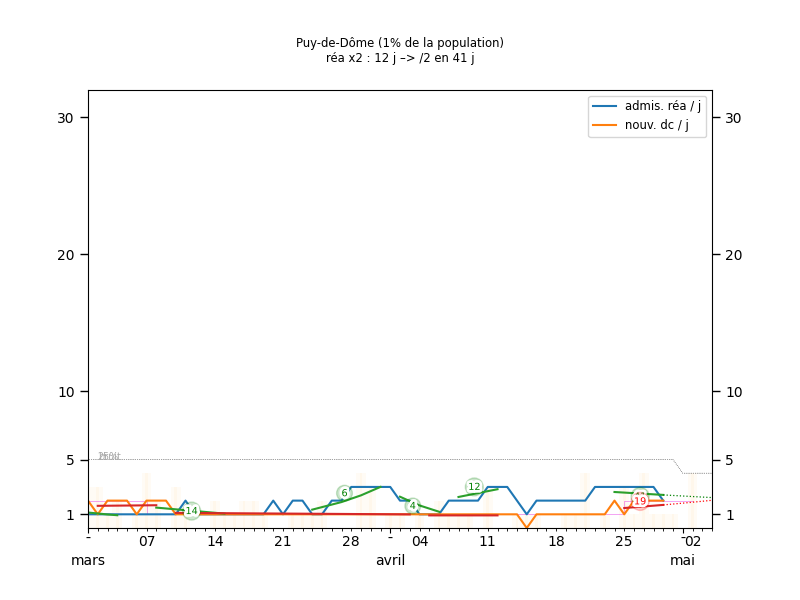 Puy-de-Dôme (1% de la population)
réa x2 : 12 j –> /2 en 41 j
admis. réa / j
nouv. dc / j
30 30
20 20
10 10
5 5
1 1
14 6 4 12 19
- 07 14 21 28 - 04 11 18 25 02
mars avril mai